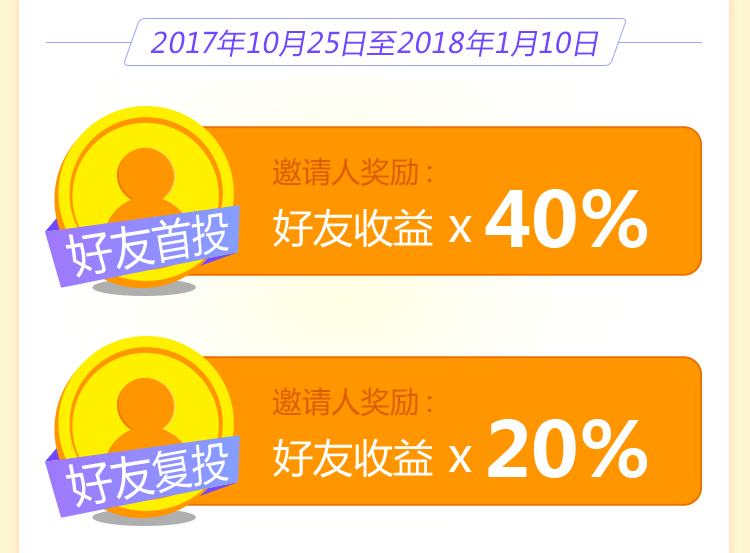 2017年10月25日至2018年1月10日
邀请人奖励：
好友收益 x 40%
好友首投
邀请人奖励：
好友收益 x 20%
好友复投